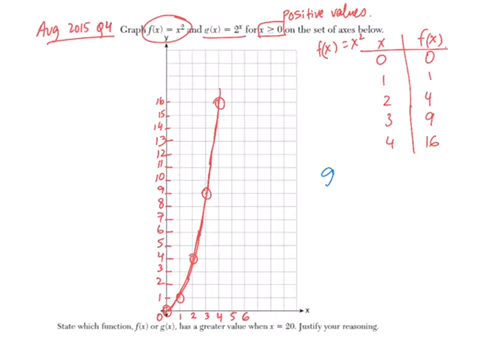 positive values.
Aug 2015 Q4 Graph f(x) = x² and g(x) = 2ˣ for x ≥ 0 on the set of axes below.
f(x) = x² x f(x)
0 0
1 1
2 4
3 9
4 16
g
y
16
15
14
13
12
11
10
9
8
7
6
5
4
3
2
1
0 1 2 3 4 5 6
x
State which function, f(x) or g(x), has a greater value when x = 20. Justify your reasoning.